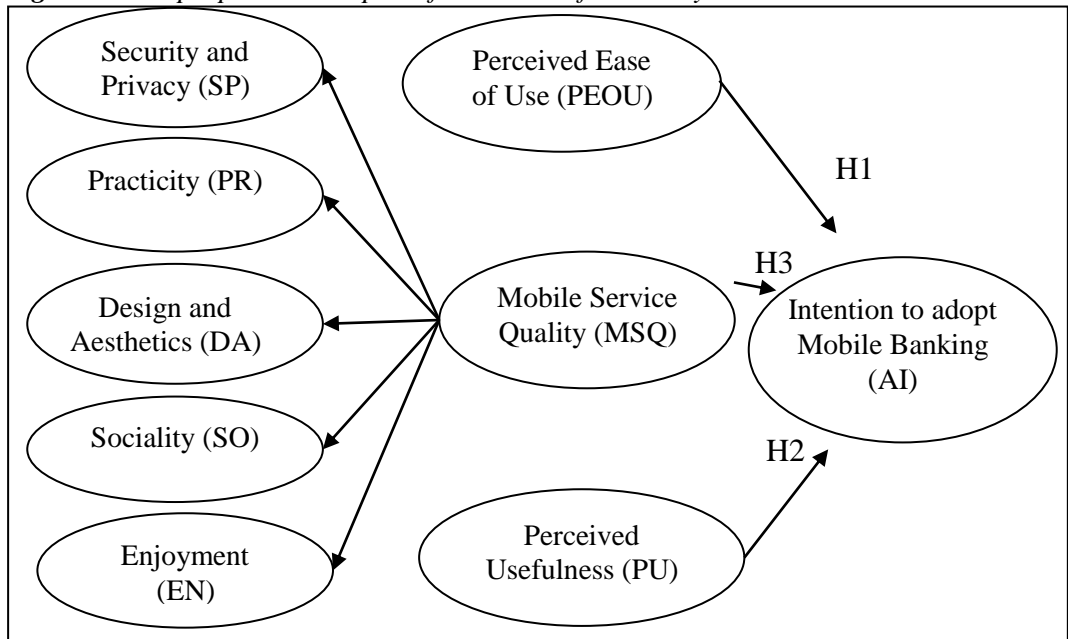 Security and
Privacy (SP)
Perceived Ease
of Use (PEOU)
H1
Practicity (PR)
H3
Design and
Aesthetics (DA)
Mobile Service
Quality (MSQ)
Intention to adopt
Mobile Banking
(AI)
Sociality (SO)
H2
Enjoyment
(EN)
Perceived
Usefulness (PU)